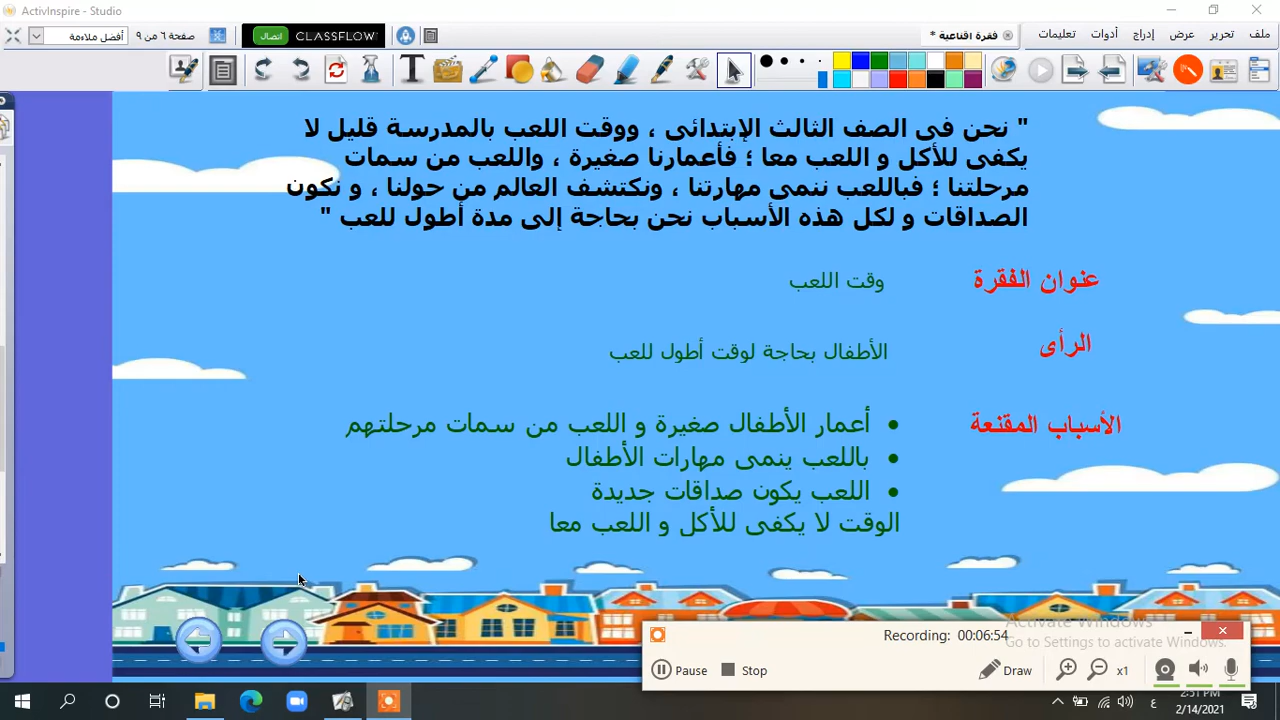 ActivInspire - Studio
ملف
تحرير
عرض
إدراج
أدوات
تعليمات
فقرة اقناعية *
CLASSFLOW
اتصال
صفحة ٦ من ٩
أفضل ملاءمة
" نحن فى الصف الثالث الإبتدائى ، ووقت اللعب بالمدرسة قليل لا
يكفى للأكل و اللعب معا ؛ فأعمارنا صغيرة ، واللعب من سمات
مرحلتنا ؛ فباللعب ننمى مهارتنا ، ونكتشف العالم من حولنا ، و نكون
الصداقات و لكل هذه الأسباب نحن بحاجة إلى مدة أطول للعب "
عنوان الفقرة
وقت اللعب
الرأى
الأطفال بحاجة لوقت أطول للعب
الأسباب المقنعة
• أعمار الأطفال صغيرة و اللعب من سمات مرحلتهم
• باللعب ينمى مهارات الأطفال
• اللعب يكون صداقات جديدة
الوقت لا يكفى للأكل و اللعب معا
Activate Windows
Go to Settings to activate Windows.
Recording: 00:06:54
Pause
Stop
Draw
x1
ع
2:51 PM
2/14/2021